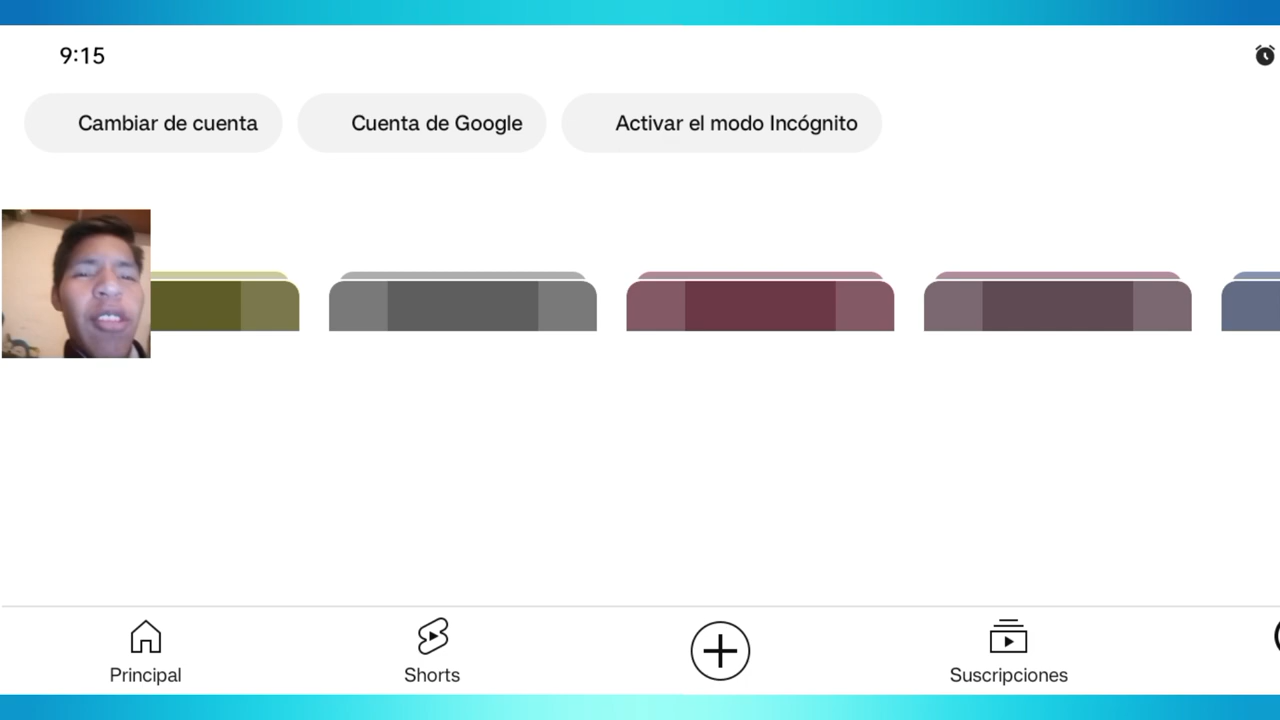 9:15
Cambiar de cuenta
Cuenta de Google
Activar el modo Incógnito
Principal
Shorts
Suscripciones